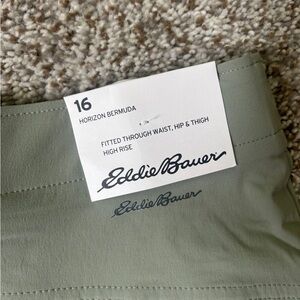 16
HORIZON BERMUDA
FITTED THROUGH WAIST, HIP & THIGH
HIGH RISE
Eddie Bauer
Eddie Bauer